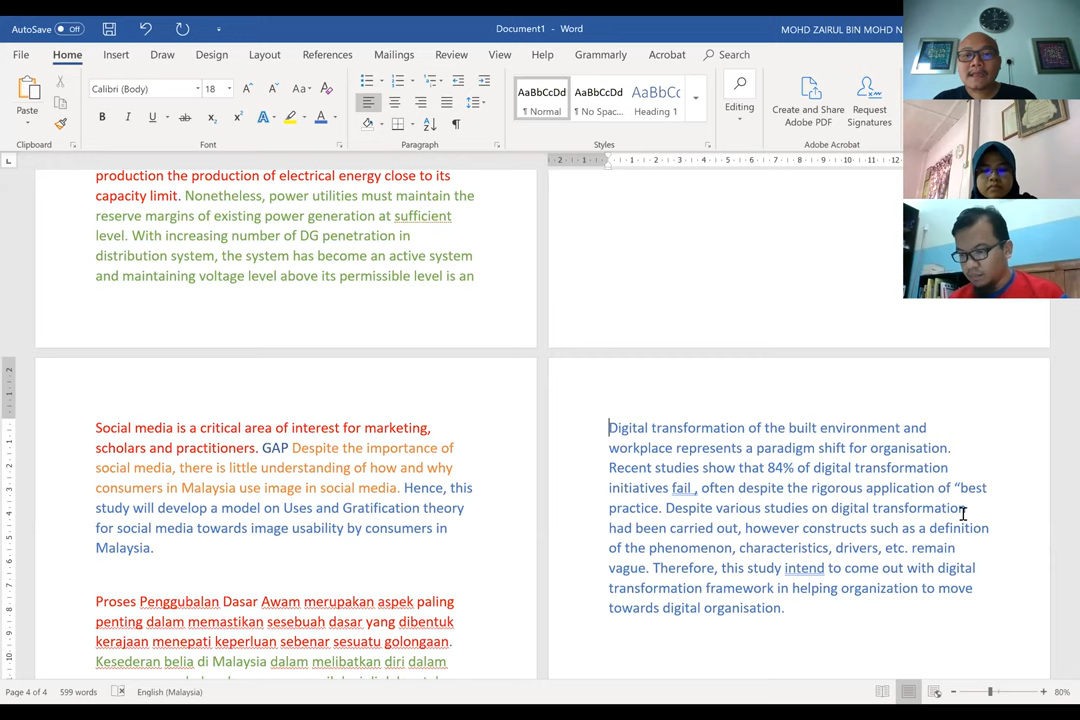 AutoSave Off
Document1 - Word
MOHD ZAIRUL BIN MOHD N
File Home Insert Draw Design Layout References Mailings Review View Help Grammarly Acrobat Search
Paste
Clipboard
Calibri (Body) 18
Font
Paragraph
AaBbCcDd AaBbCcDd AaBbCc
¶ Normal ¶ No Spac... Heading 1
Styles
Editing
Create and Share Adobe PDF
Request Signatures
Adobe Acrobat
production the production of electrical energy close to its
capacity limit. Nonetheless, power utilities must maintain the
reserve margins of existing power generation at sufficient
level. With increasing number of DG penetration in
distribution system, the system has become an active system
and maintaining voltage level above its permissible level is an
Social media is a critical area of interest for marketing,
scholars and practitioners. GAP Despite the importance of
social media, there is little understanding of how and why
consumers in Malaysia use image in social media. Hence, this
study will develop a model on Uses and Gratification theory
for social media towards image usability by consumers in
Malaysia.
Proses Penggubalan Dasar Awam merupakan aspek paling
penting dalam memastikan sesebuah dasar yang dibentuk
kerajaan menepati keperluan sebenar sesuatu golongaan.
Kesederan belia di Malaysia dalam melibatkan diri dalam
Digital transformation of the built environment and
workplace represents a paradigm shift for organisation.
Recent studies show that 84% of digital transformation
initiatives fail , often despite the rigorous application of “best
practice. Despite various studies on digital transformation
had been carried out, however constructs such as a definition
of the phenomenon, characteristics, drivers, etc. remain
vague. Therefore, this study intend to come out with digital
transformation framework in helping organization to move
towards digital organisation.
Page 4 of 4 599 words English (Malaysia) 80%